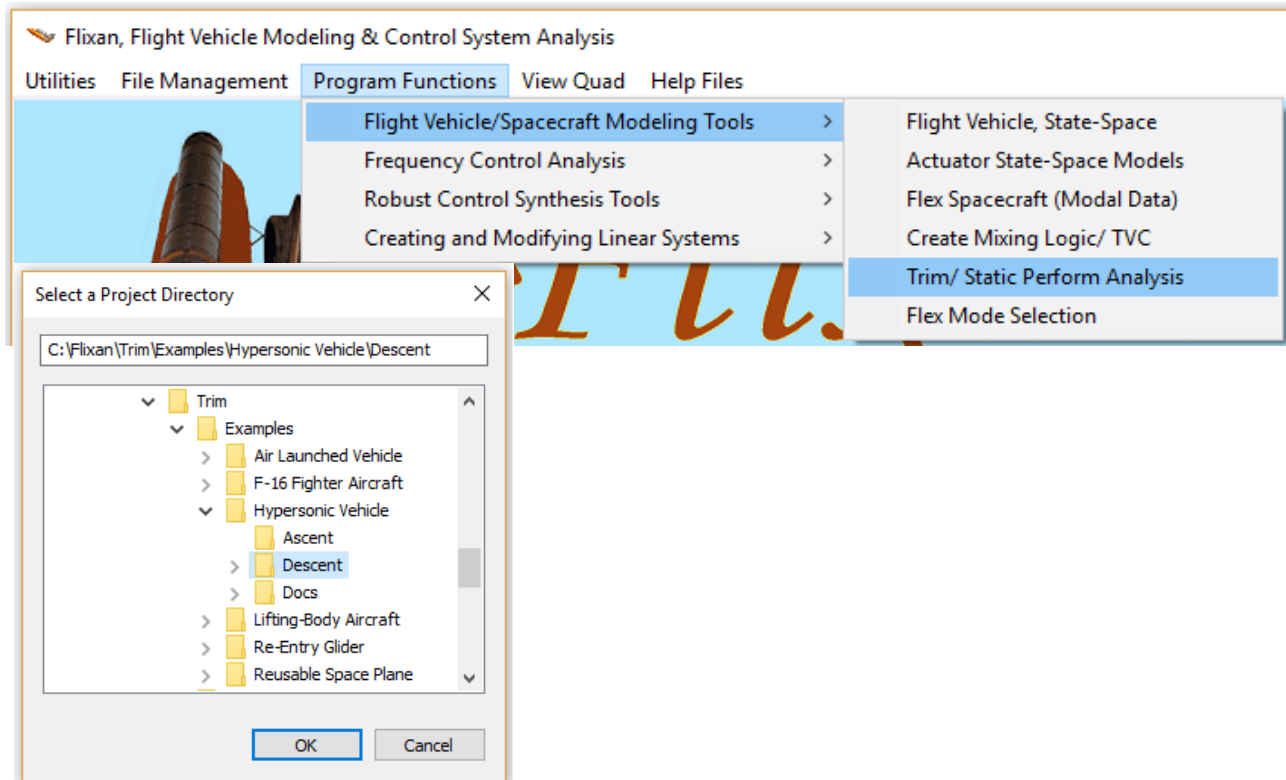 Flixan, Flight Vehicle Modeling & Control System Analysis
Utilities File Management Program Functions View Quad Help Files
Flight Vehicle/Spacecraft Modeling Tools >
Frequency Control Analysis >
Robust Control Synthesis Tools >
Creating and Modifying Linear Systems >
Flight Vehicle, State-Space
Actuator State-Space Models
Flex Spacecraft (Modal Data)
Create Mixing Logic/ TVC
Trim/ Static Perform Analysis
Flex Mode Selection
Select a Project Directory
C:\Flixan\Trim\Examples\Hypersonic Vehicle\Descent
Trim
Examples
Air Launched Vehicle
F-16 Fighter Aircraft
Hypersonic Vehicle
Ascent
Descent
Docs
Lifting-Body Aircraft
Re-Entry Glider
Reusable Space Plane
OK Cancel